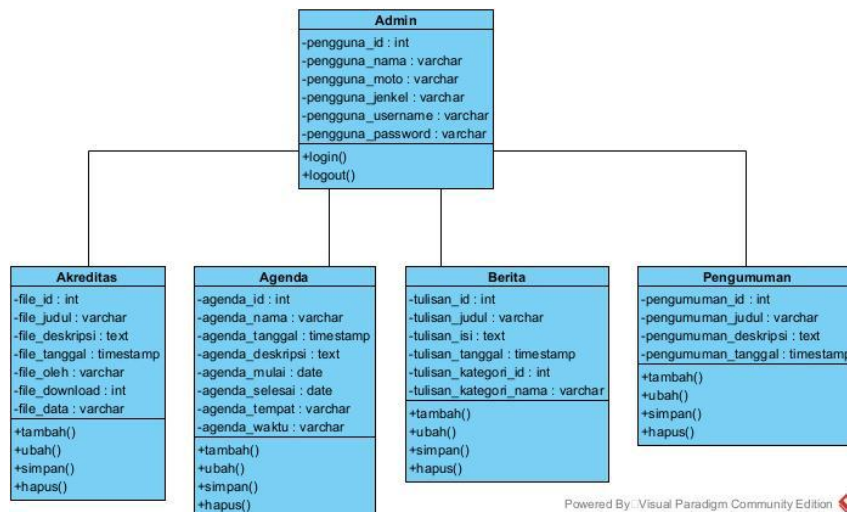 Admin
-pengguna_id : int
-pengguna_nama : varchar
-pengguna_moto : varchar
-pengguna_jenkel : varchar
-pengguna_username : varchar
-pengguna_password : varchar
+login()
+logout()
Akreditas
-file_id : int
-file_judul : varchar
-file_deskripsi : text
-file_tanggal : timestamp
-file_oleh : varchar
-file_download : int
-file_data : varchar
+tambah()
+ubah()
+simpan()
+hapus()
Agenda
-agenda_id : int
-agenda_nama : varchar
-agenda_tanggal : timestamp
-agenda_deskripsi : text
-agenda_mulai : date
-agenda_selesai : date
-agenda_tempat : varchar
-agenda_waktu : varchar
+tambah()
+ubah()
+simpan()
+hapus()
Berita
-tulisan_id : int
-tulisan_judul : varchar
-tulisan_isi : text
-tulisan_tanggal : timestamp
-tulisan_kategori_id : int
-tulisan_kategori_nama : varchar
+tambah()
+ubah()
+simpan()
+hapus()
Pengumuman
-pengumuman_id : int
-pengumuman_judul : varchar
-pengumuman_deskripsi : text
-pengumuman_tanggal : timestamp
+tambah()
+ubah()
+simpan()
+hapus()
Powered By Visual Paradigm Community Edition